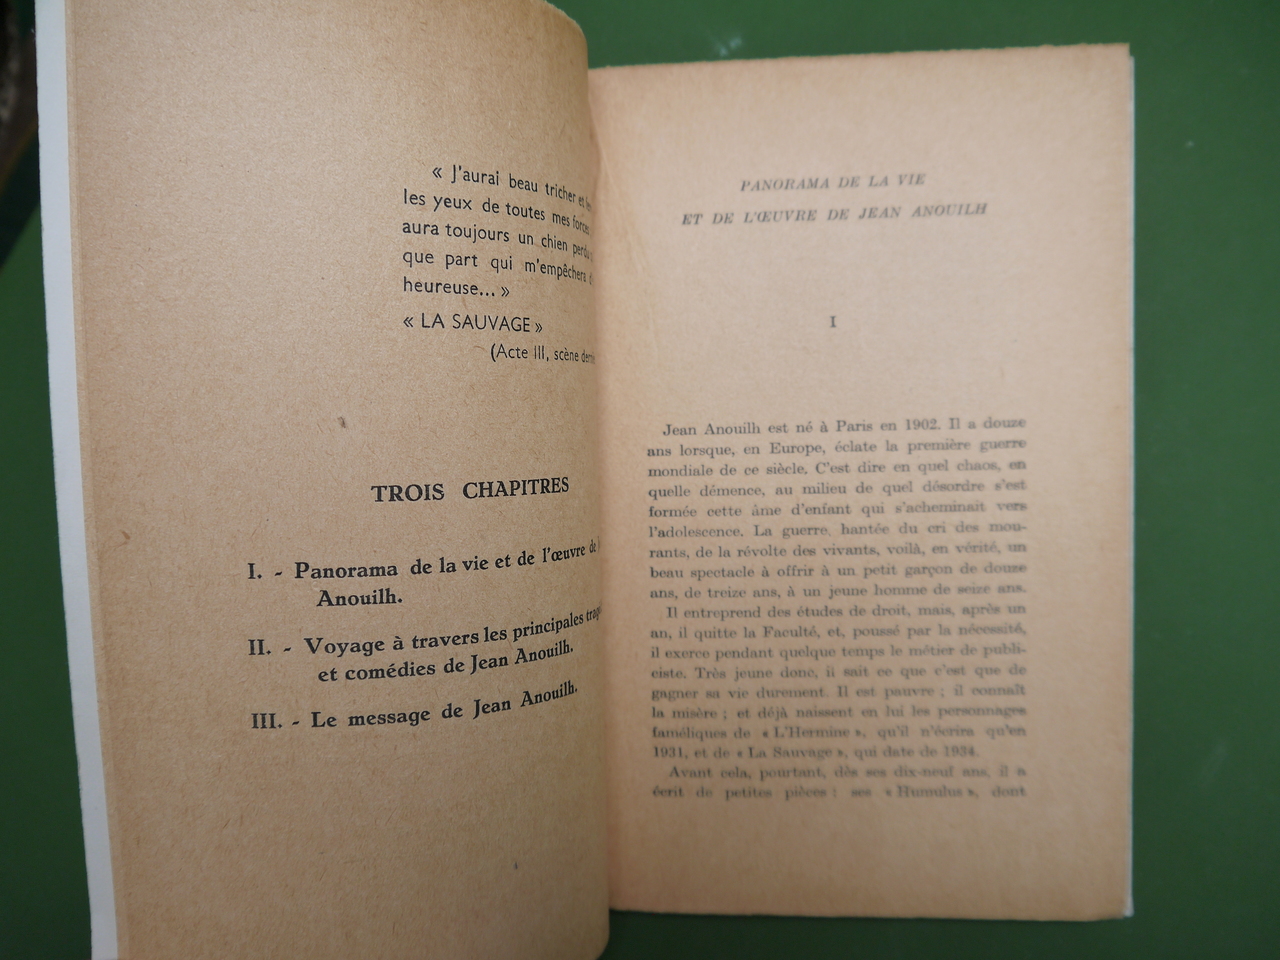 « J'aurai beau tricher et
les yeux de toutes mes forces
aura toujours un chien perdu
que part qui m'empêchera
heureuse... »
« LA SAUVAGE »
(Acte III, scène
TROIS CHAPITRES
I. - Panorama de la vie et de l'œuvre de
Anouilh.
II. - Voyage à travers les principales
et comédies de Jean Anouilh.
III. - Le message de Jean Anouilh.
PANORAMA DE LA VIE
ET DE L'ŒUVRE DE JEAN ANOUILH
I
Jean Anouilh est né à Paris en 1902. Il a douze
ans lorsque, en Europe, éclate la première guerre
mondiale de ce siècle. C'est dire en quel chaos, en
quelle démence, au milieu de quel désordre s'est
formée cette âme d'enfant qui s'acheminait vers
l'adolescence. La guerre, hantée du cri des mou-
rants, de la révolte des vivants, voilà, en vérité, un
beau spectacle à offrir à un petit garçon de douze
ans, de treize ans, à un jeune homme de seize ans.
Il entreprend des études de droit, mais, après un
an, il quitte la Faculté, et, poussé par la nécessité,
il exerce pendant quelque temps le métier de publi-
ciste. Très jeune donc, il sait ce que c'est que de
gagner sa vie durement. Il est pauvre ; il connaît
la misère ; et déjà naissent en lui les personnages
faméliques de « L'Hermine », qu'il n'écrira qu'en
1931, et de « La Sauvage », qui date de 1934.
Avant cela, pourtant, dès ses dix-neuf ans, il a
écrit de petites pièces : ses « Humulus », dont